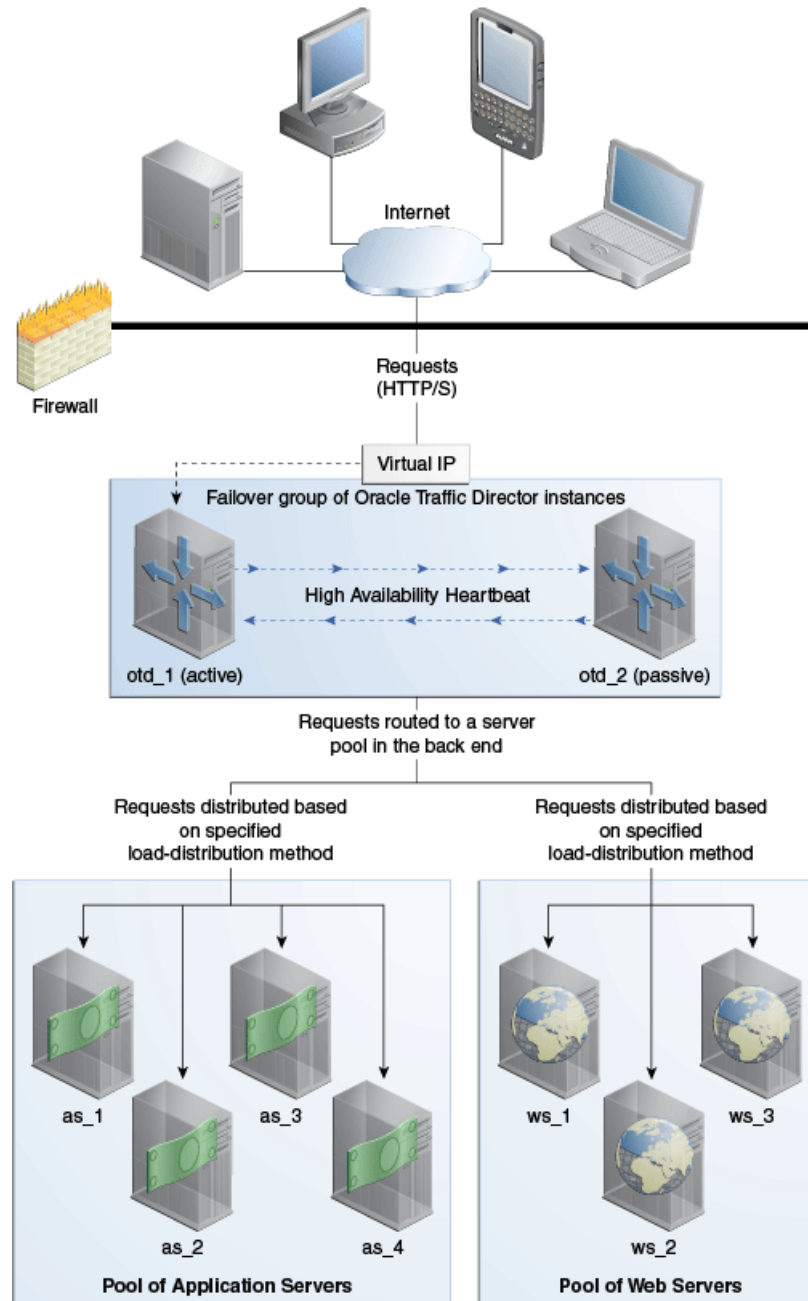 Internet
Firewall
Requests
(HTTP/S)
Virtual IP
Failover group of Oracle Traffic Director instances
High Availability Heartbeat
otd_1 (active)
otd_2 (passive)
Requests routed to a server
pool in the back end
Requests distributed based
on specified
load-distribution method
Requests distributed based
on specified
load-distribution method
as_1
as_3
as_2
as_4
Pool of Application Servers
ws_1
ws_3
ws_2
Pool of Web Servers